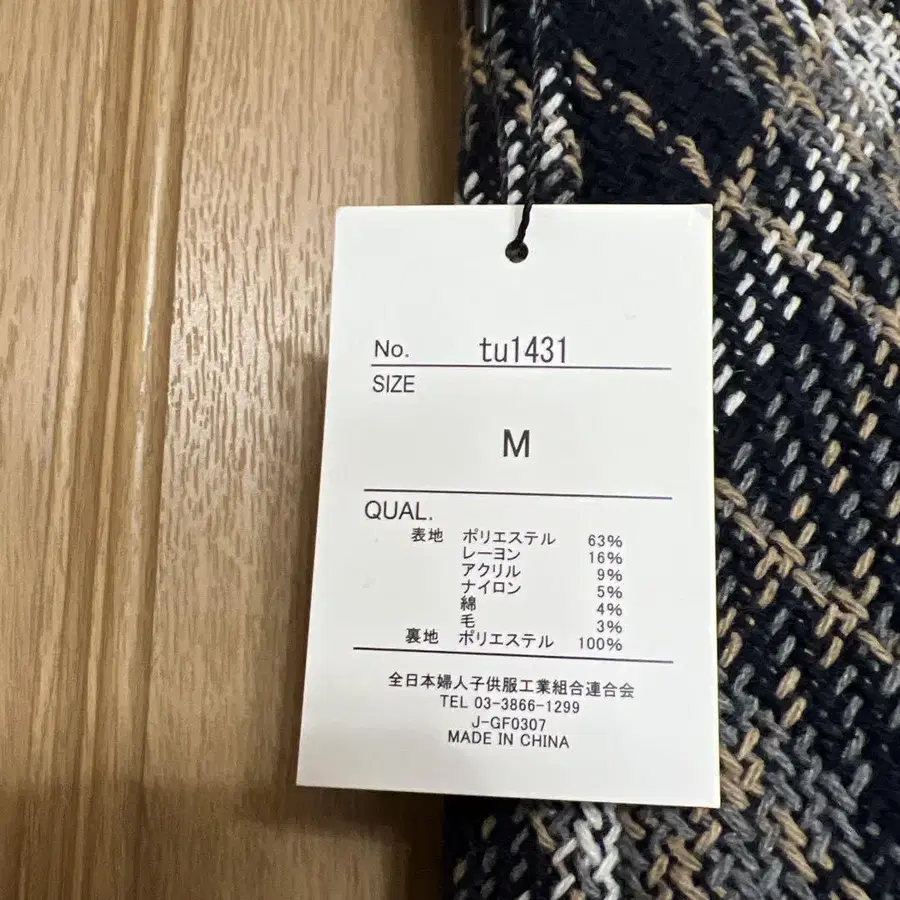 No. tu1431
SIZE
M
QUAL.
表地 ポリエステル 63%
レーヨン 16%
アクリル 9%
ナイロン 5%
綿 4%
毛 3%
裏地 ポリエステル 100%
全日本婦人子供服工業組合連合会
TEL 03-3866-1299
J-GF0307
MADE IN CHINA